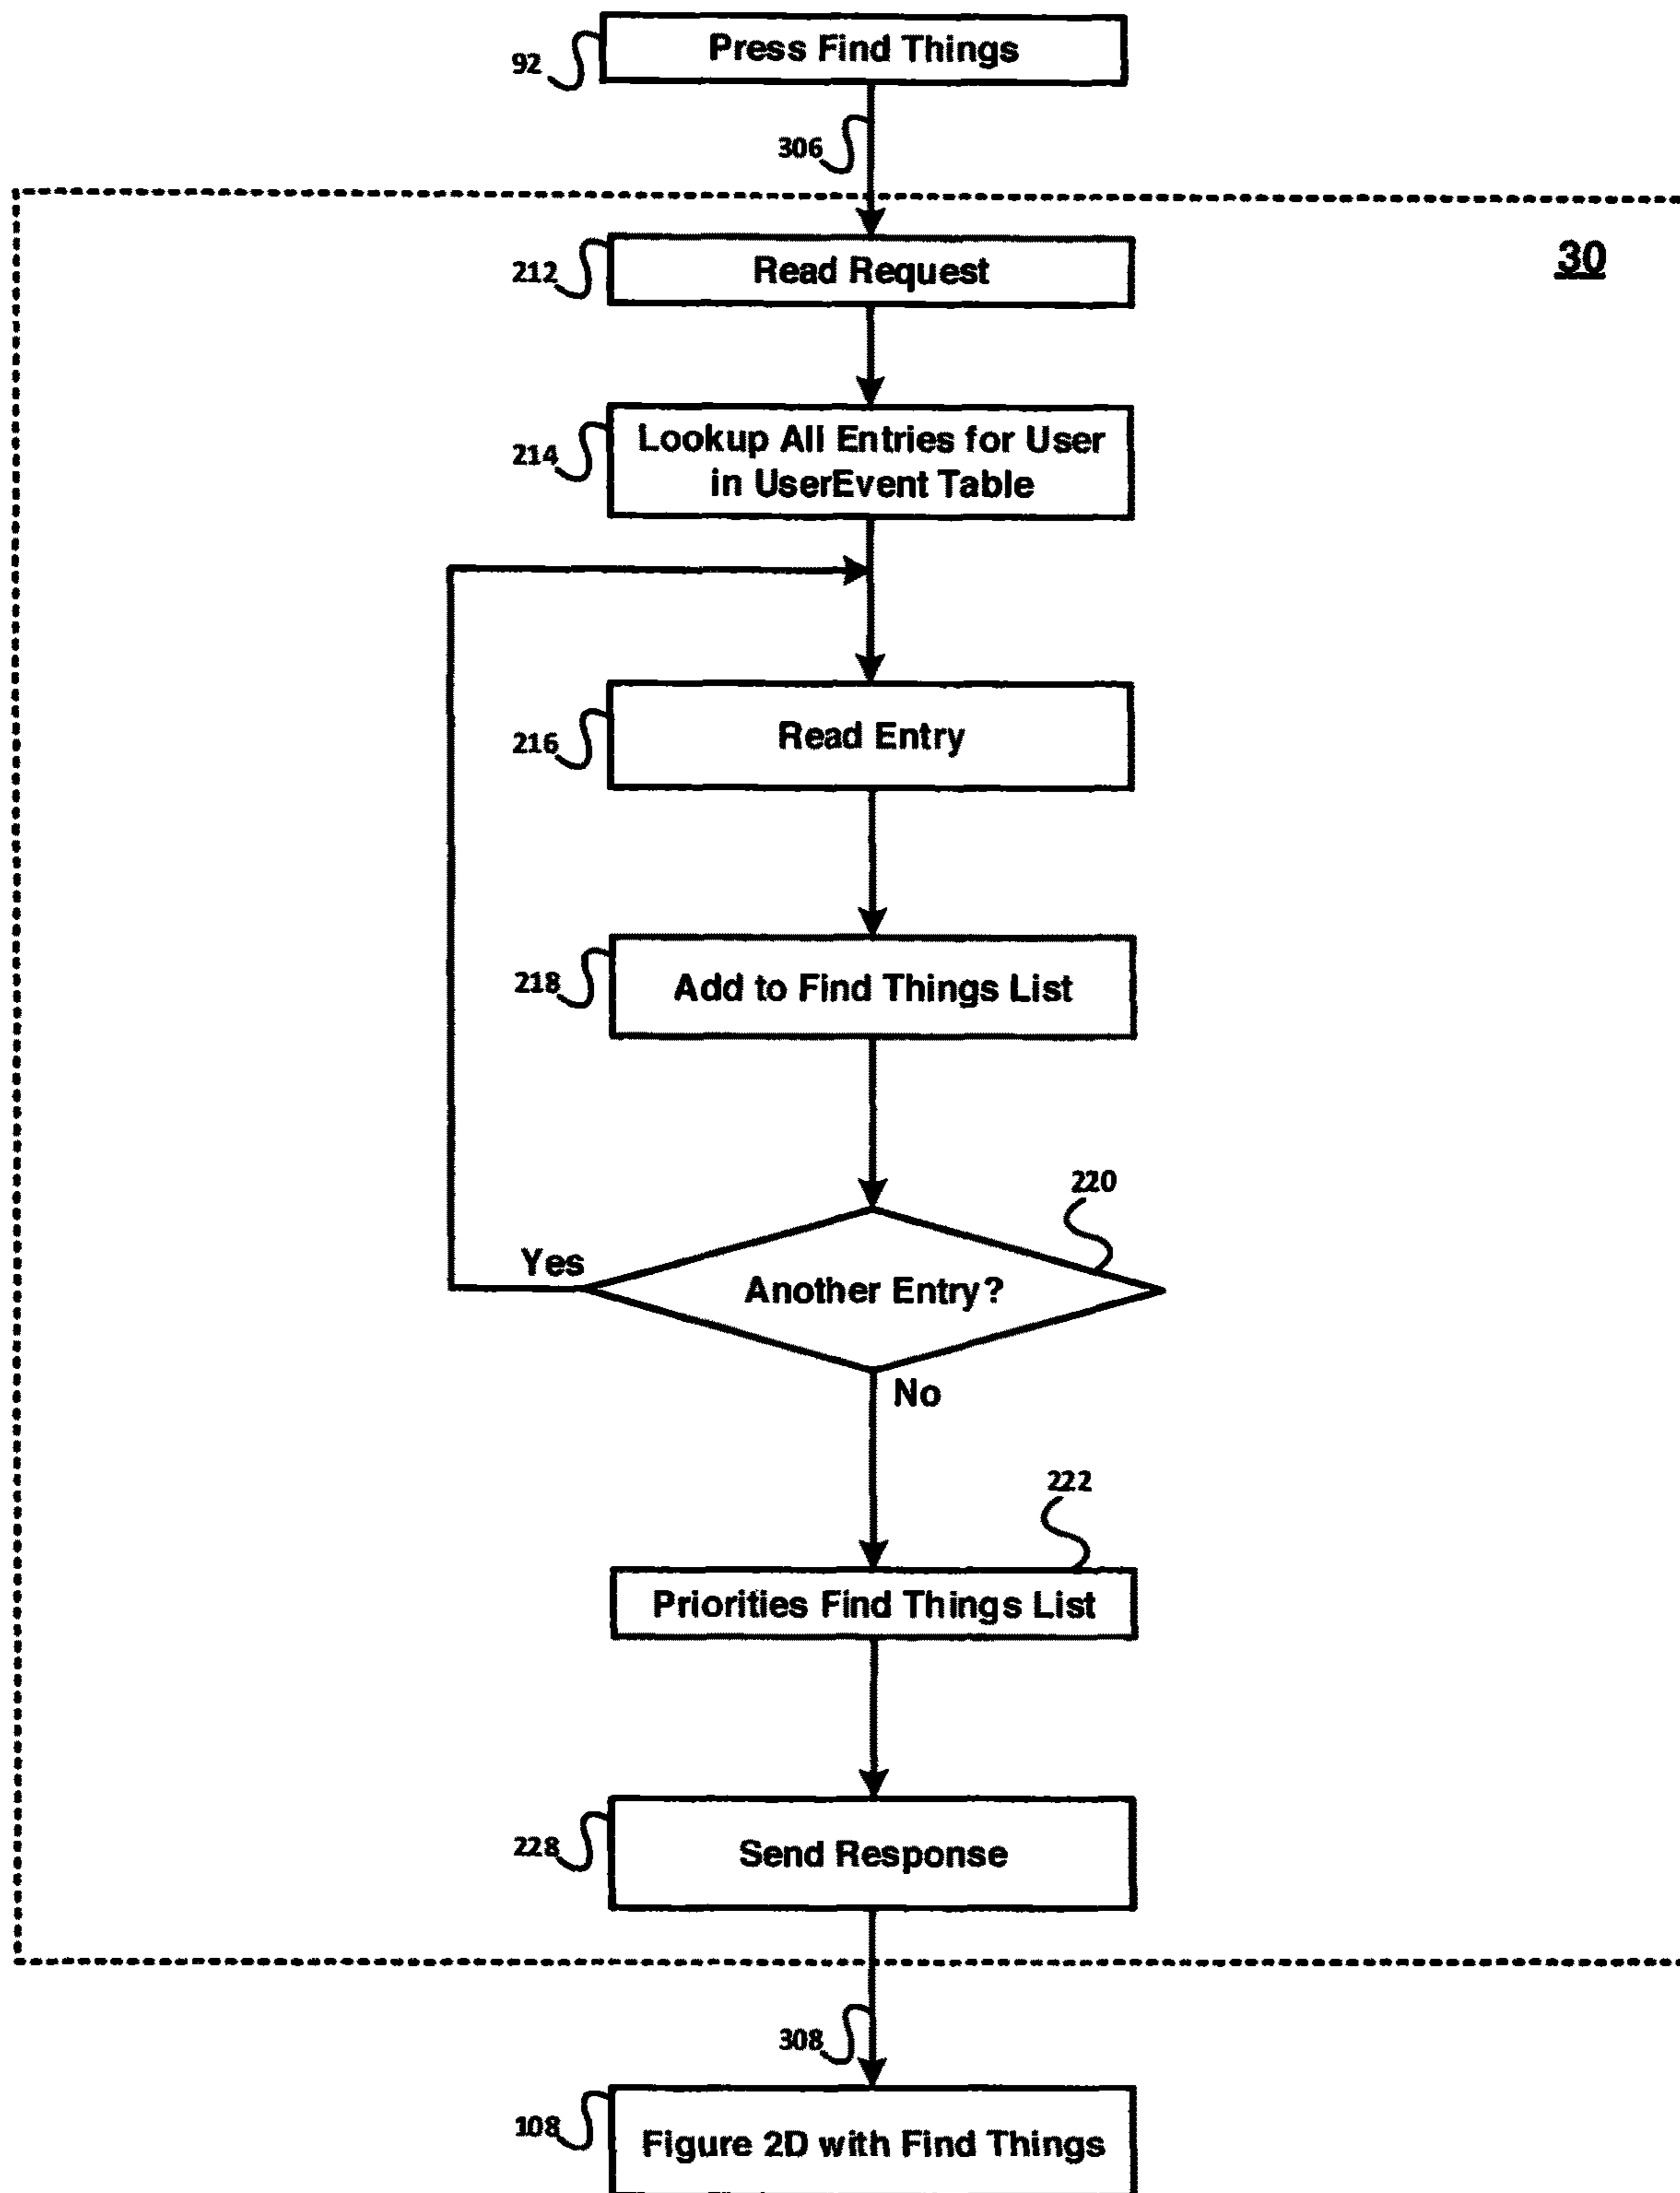 Press Find Things
92
306
30
212
Read Request
214
Lookup All Entries for User
in UserEvent Table
216
Read Entry
218
Add to Find Things List
220
Yes
Another Entry?
No
222
Priorities Find Things List
228
Send Response
308
108
Figure 2D with Find Things